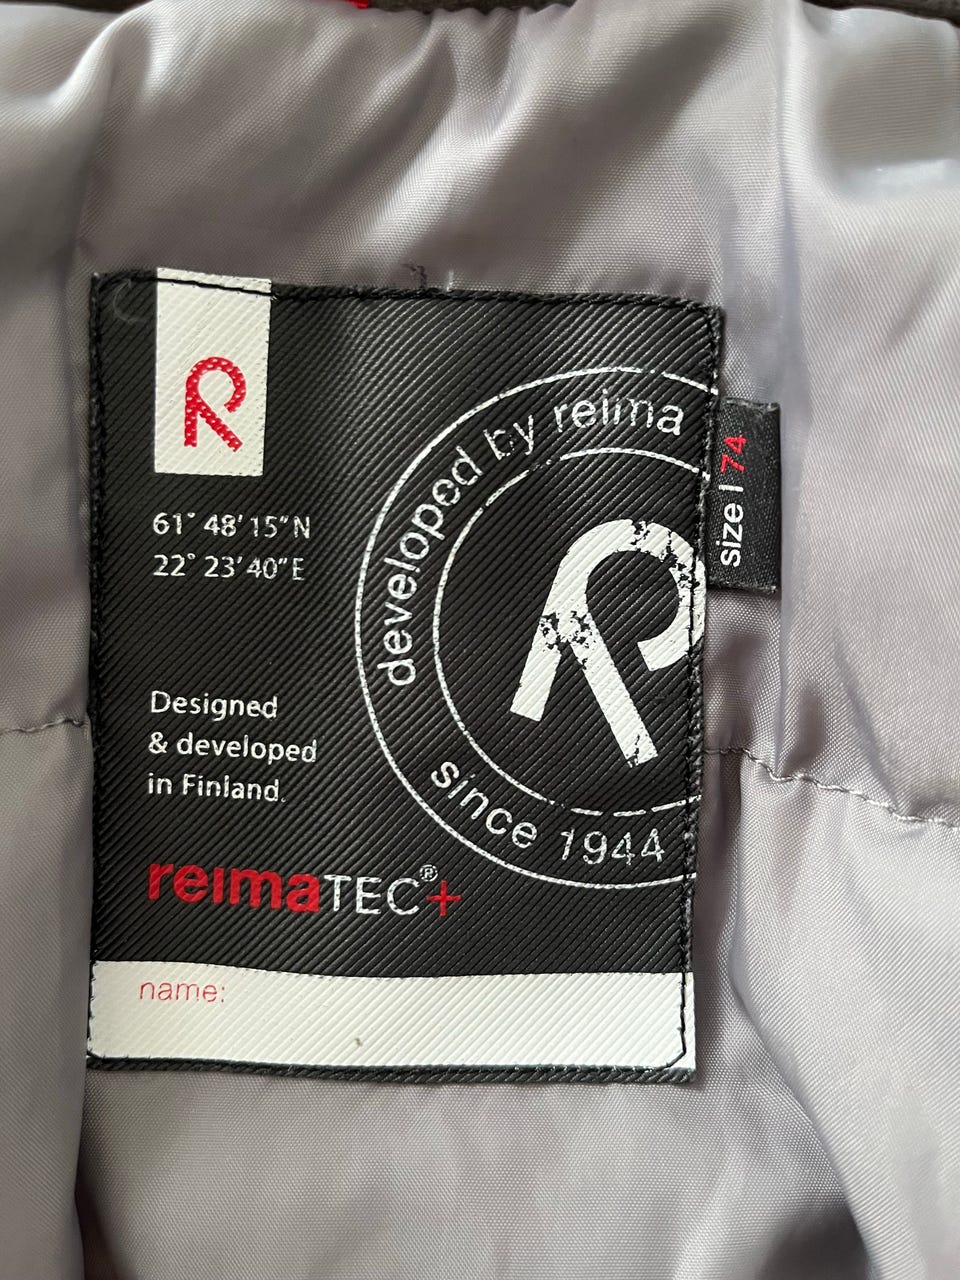 R
61° 48' 15" N
22° 23' 40" E
Designed
& developed
in Finland.
reimaTEC®+
name:
developed by reima
R
since 1944
size | 74